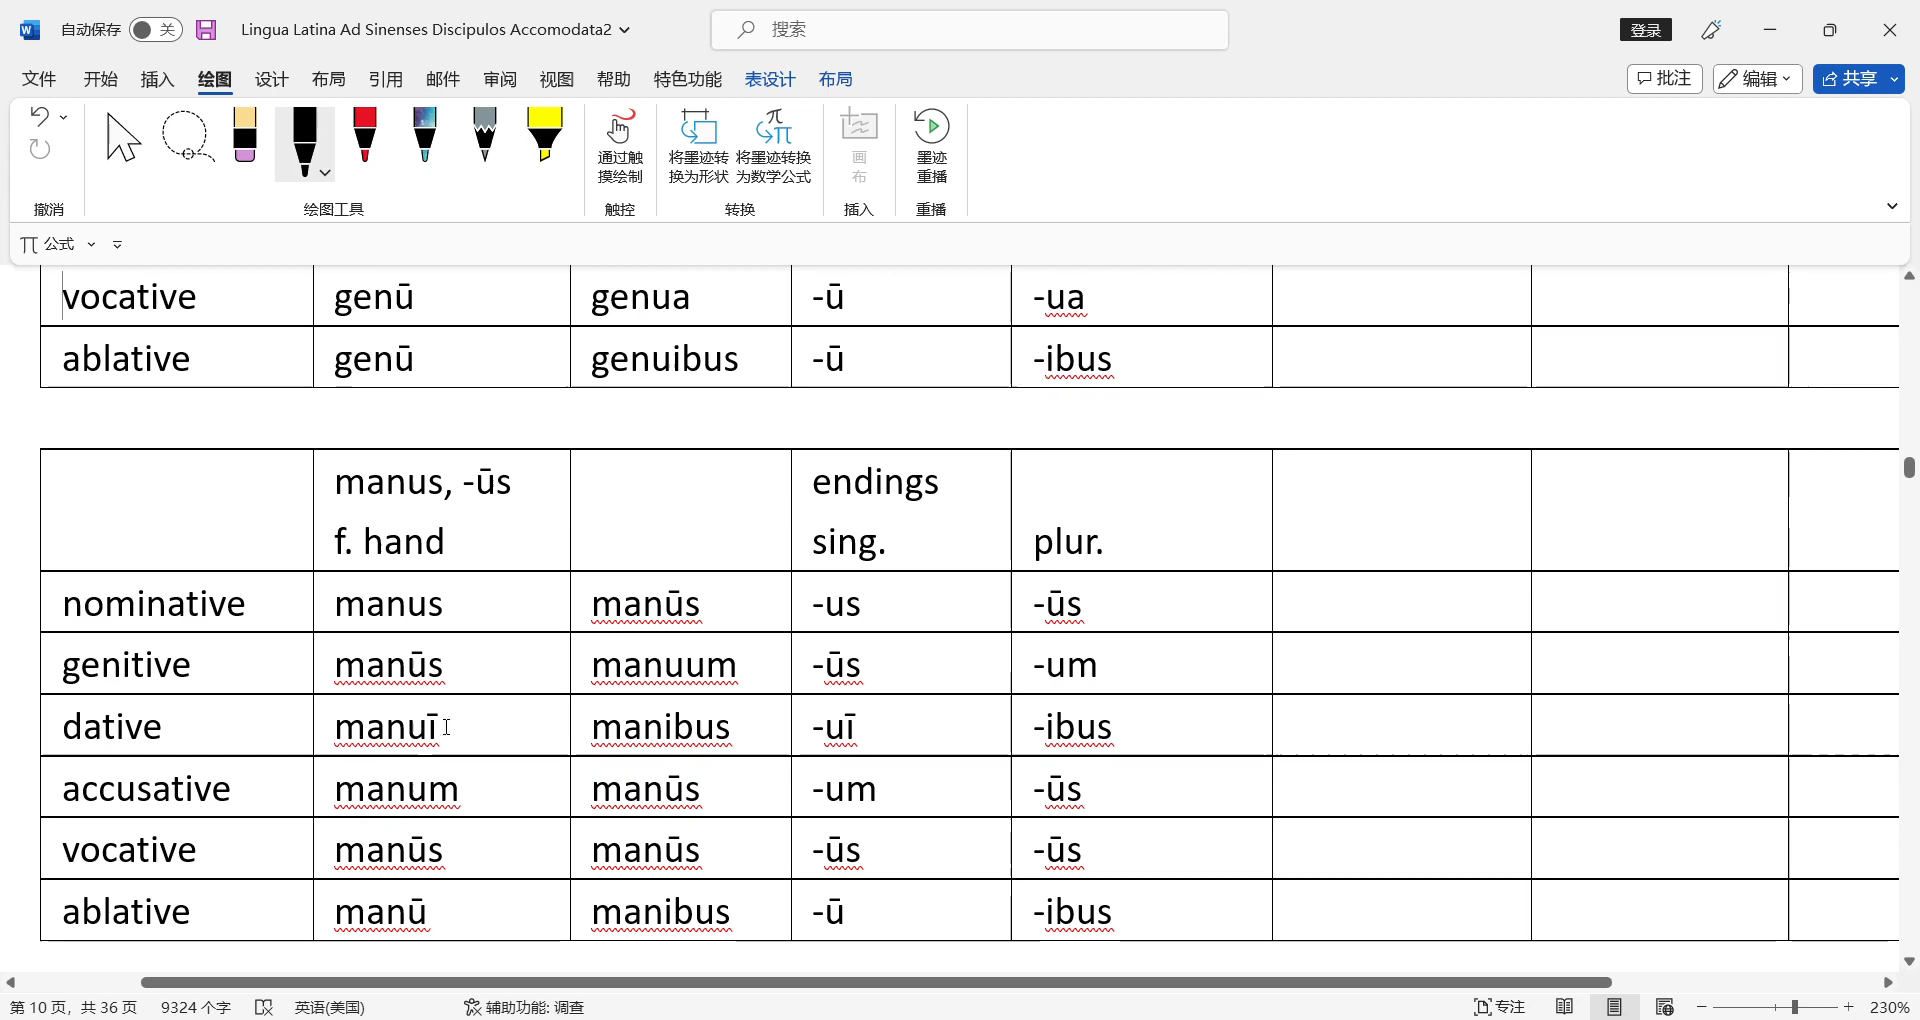 自动保存 关 Lingua Latina Ad Sinenses Discipulos Accomodata2 搜索 登录
文件 开始 插入 绘图 设计 布局 引用 邮件 审阅 视图 帮助 特色功能 表设计 布局 批注 编辑 共享
通过触摸绘制 将墨迹转换为形状 将墨迹转换为数学公式 画布 墨迹重播
撤消 绘图工具 触控 转换 插入 重播
公式
vocative genū genua -ū -ua
ablative genū genuibus -ū -ibus
manus, -ūs endings
f. hand sing. plur.
nominative manus manūs -us -ūs
genitive manūs manuum -ūs -um
dative manuī manibus -uī -ibus
accusative manum manūs -um -ūs
vocative manūs manūs -ūs -ūs
ablative manū manibus -ū -ibus
第 10 页，共 36 页 9324 个字 英语(美国) 辅助功能: 调查 专注 230%